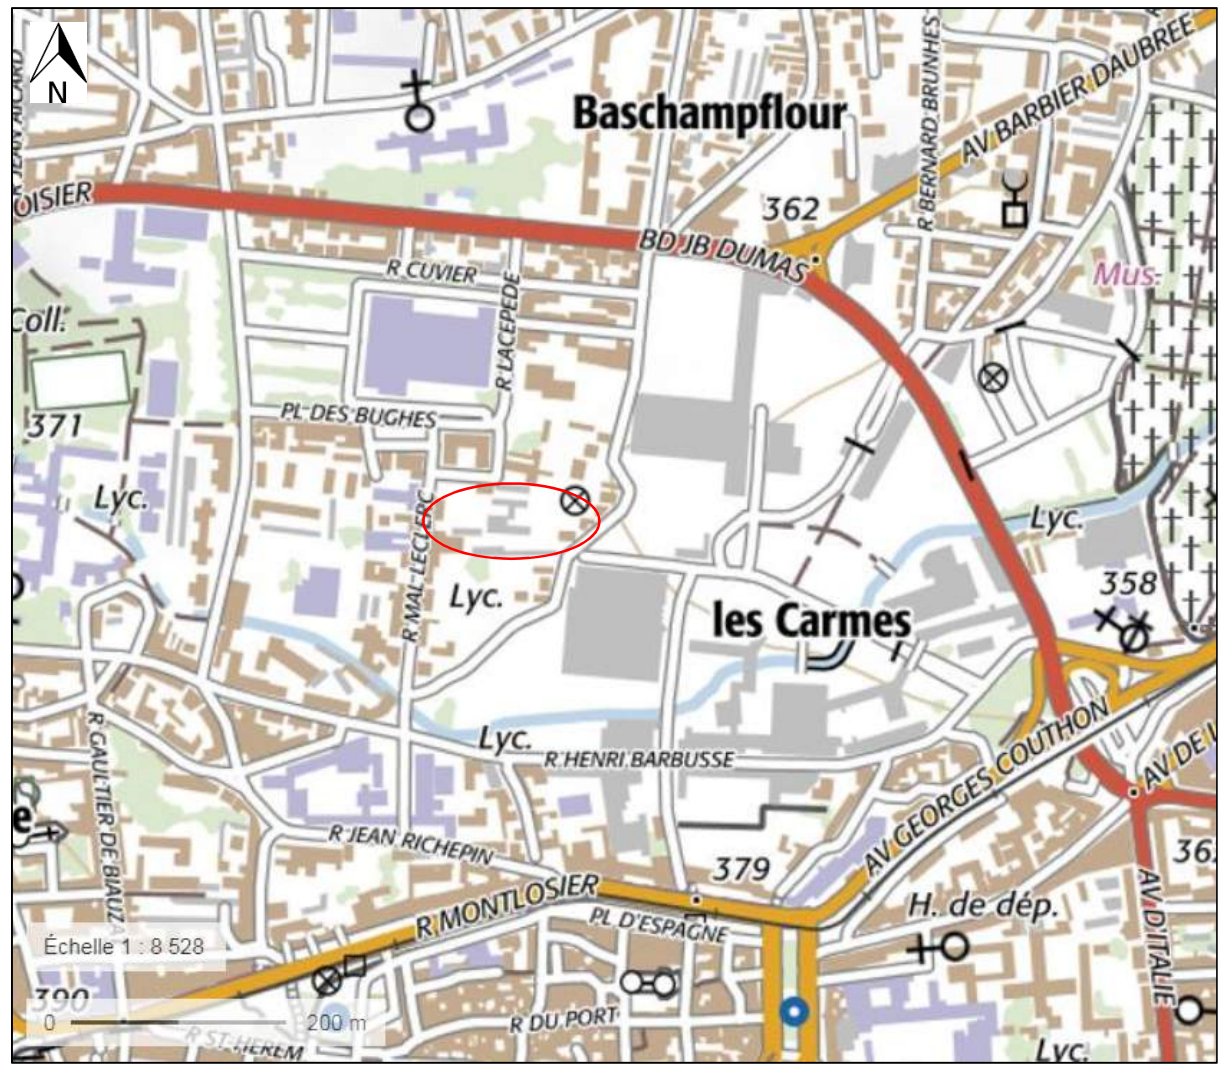 N
R JEAN AICARD
Baschampflour
R BERNARD BRUNHES
AV BARBIER DAUBREE
OISIER
362
BD JB DUMAS
R CUVIER
R LACEPEDE
Mus.
Coll.
371
PL DES BUGHES
Lyc.
R MAL LECLERC
Lyc.
Lyc.
358
les Carmes
Lyc.
R HENRI BARBUSSE
R GAULTIER DE BIAUZA
AV GEORGES COUTHON
AV DE L
e
R JEAN RICHEPIN
379
36
R MONTLOSIER
PL D'ESPAGNE
H. de dép.
AV D'ITALIE
Échelle 1 : 8 528
390
0 200 m
R DU PORT
R ST-HEREM
Lyc.